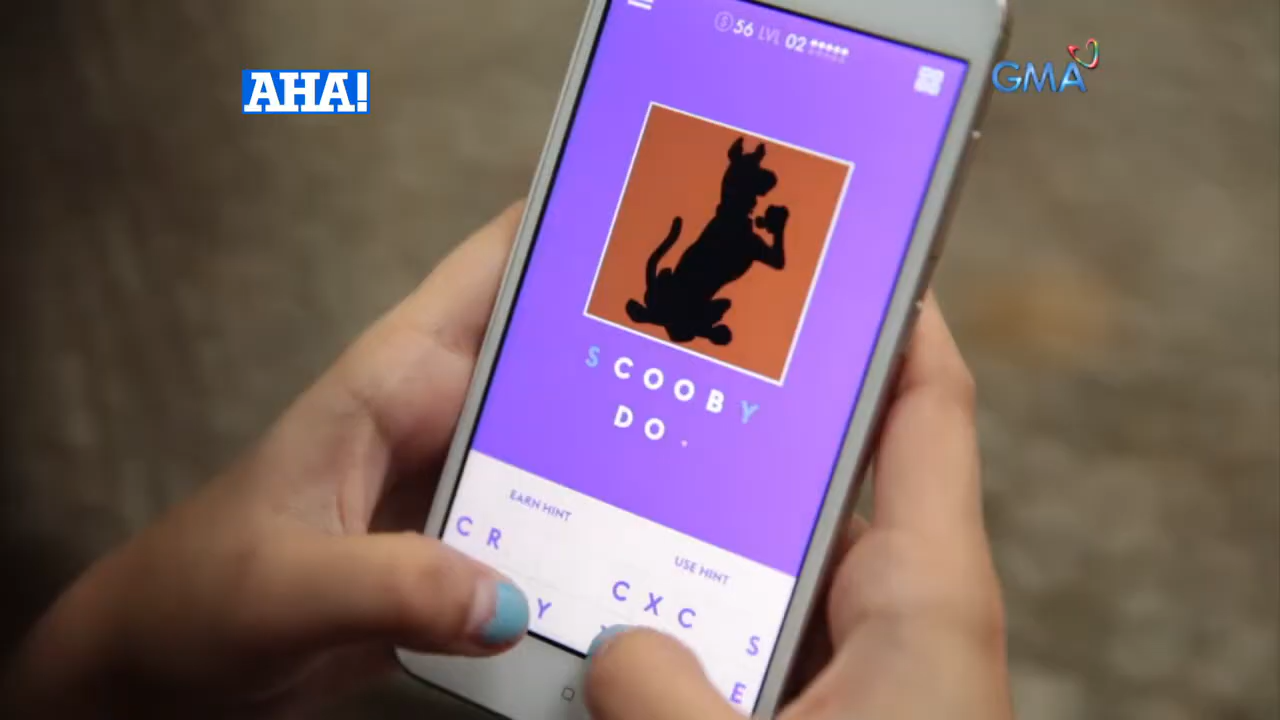 AHA!
GMA
$ 56 LVL 02
SCOOBY
DO
EARN HINT
USE HINT
C R
C X C
Y
S
E